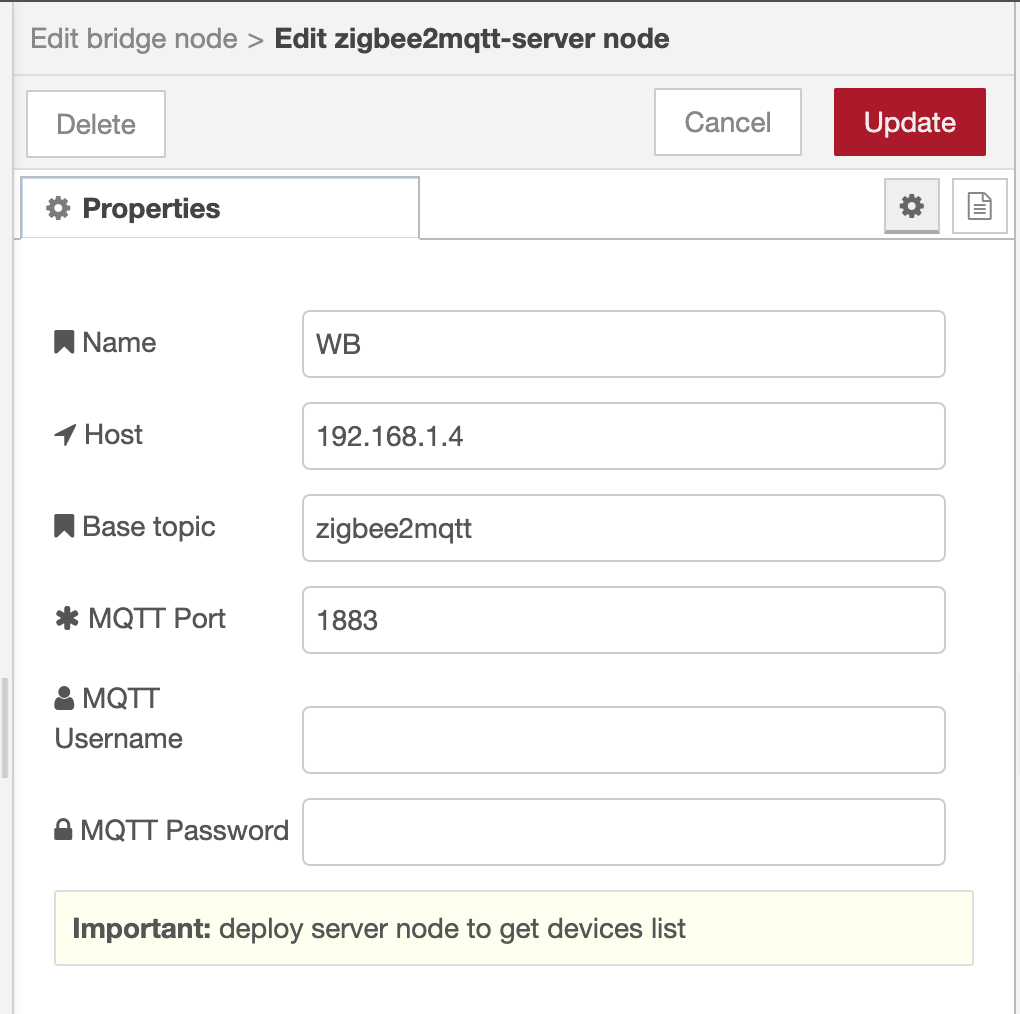 Edit bridge node > Edit zigbee2mqtt-server node
Delete
Cancel
Update
Properties
Name
WB
Host
192.168.1.4
Base topic
zigbee2mqtt
MQTT Port
1883
MQTT
Username
MQTT Password
Important: deploy server node to get devices list